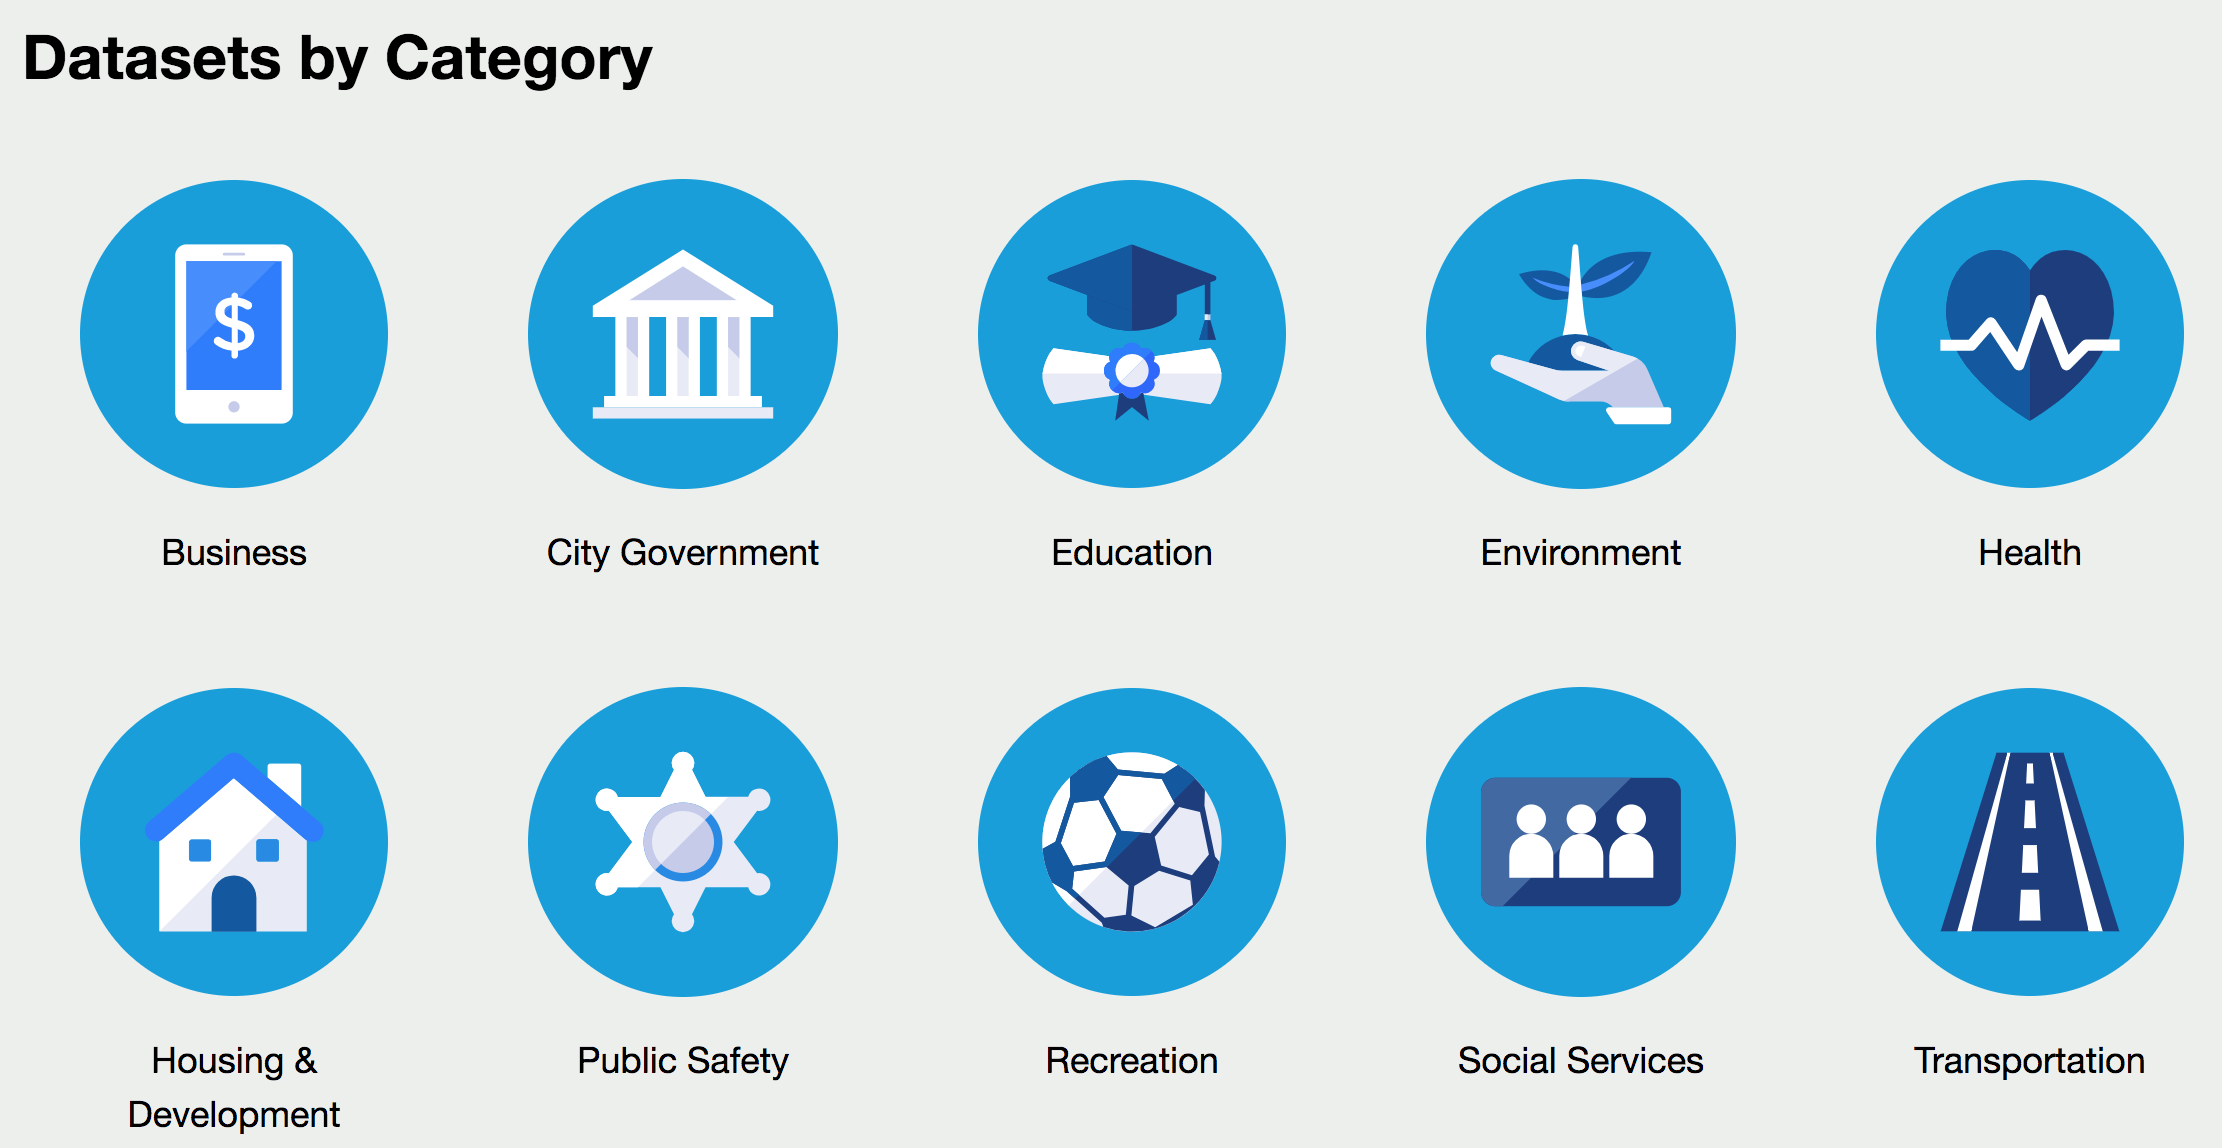 Datasets by Category
$
Business
City Government
Education
Environment
Health
Housing &
Development
Public Safety
Recreation
Social Services
Transportation